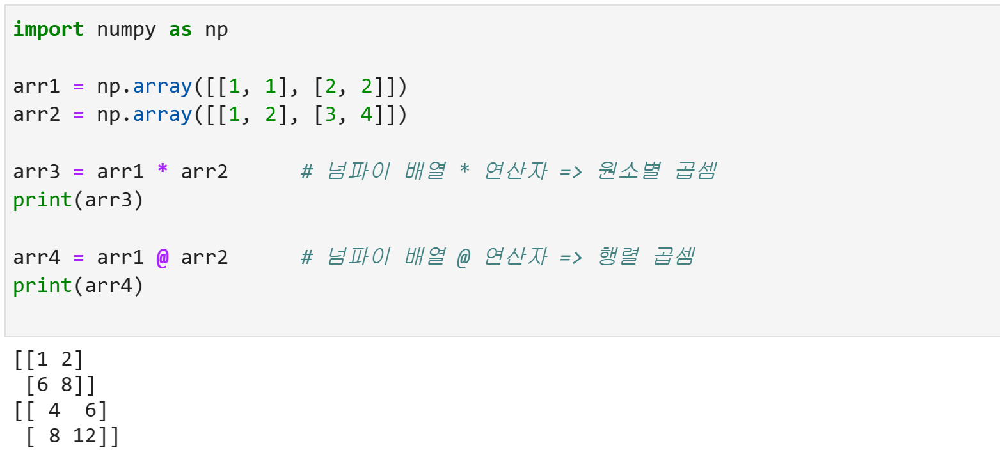 import numpy as np
arr1 = np.array([[1, 1], [2, 2]])
arr2 = np.array([[1, 2], [3, 4]])
arr3 = arr1 * arr2      # 넘파이 배열 * 연산자 => 원소별 곱셈
print(arr3)
arr4 = arr1 @ arr2      # 넘파이 배열 @ 연산자 => 행렬 곱셈
print(arr4)
[[1 2]
 [6 8]]
[[ 4  6]
 [ 8 12]]